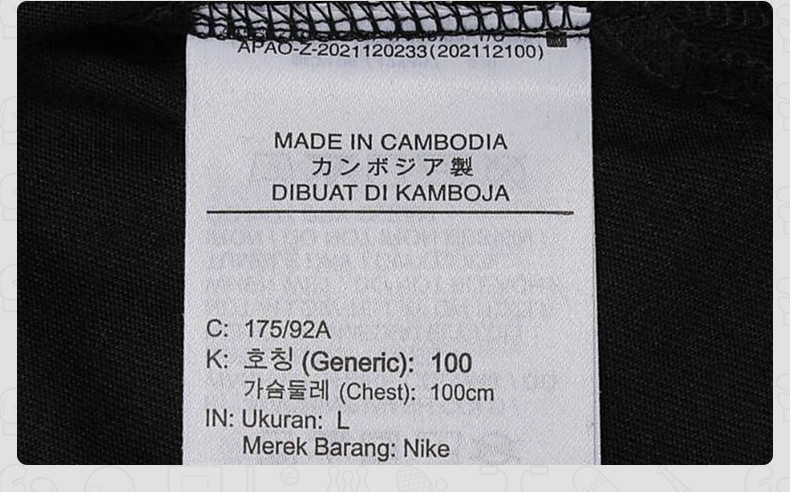 APAO-Z-2021120233(202112100)
MADE IN CAMBODIA
カンボジア製
DIBUAT DI KAMBOJA
C: 175/92A
K: 호칭 (Generic): 100
가슴둘레 (Chest): 100cm
IN: Ukuran: L
Merek Barang: Nike